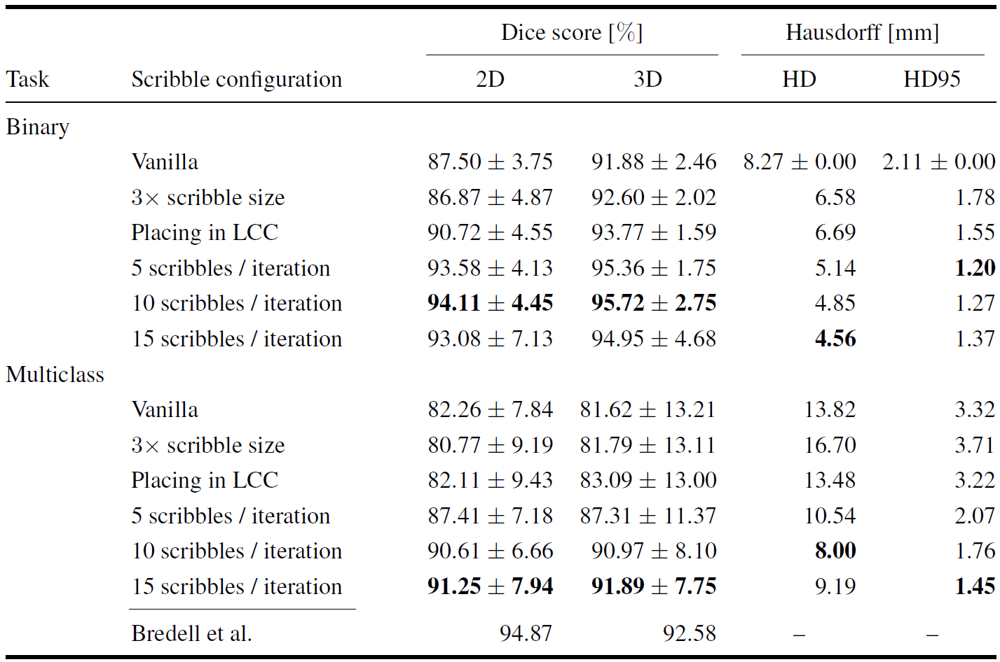 Dice score [%] Hausdorff [mm]
Task Scribble configuration 2D 3D HD HD95
Binary
Vanilla 87.50 ± 3.75 91.88 ± 2.46 8.27 ± 0.00 2.11 ± 0.00
3× scribble size 86.87 ± 4.87 92.60 ± 2.02 6.58 1.78
Placing in LCC 90.72 ± 4.55 93.77 ± 1.59 6.69 1.55
5 scribbles / iteration 93.58 ± 4.13 95.36 ± 1.75 5.14 1.20
10 scribbles / iteration 94.11 ± 4.45 95.72 ± 2.75 4.85 1.27
15 scribbles / iteration 93.08 ± 7.13 94.95 ± 4.68 4.56 1.37
Multiclass
Vanilla 82.26 ± 7.84 81.62 ± 13.21 13.82 3.32
3× scribble size 80.77 ± 9.19 81.79 ± 13.11 16.70 3.71
Placing in LCC 82.11 ± 9.43 83.09 ± 13.00 13.48 3.22
5 scribbles / iteration 87.41 ± 7.18 87.31 ± 11.37 10.54 2.07
10 scribbles / iteration 90.61 ± 6.66 90.97 ± 8.10 8.00 1.76
15 scribbles / iteration 91.25 ± 7.94 91.89 ± 7.75 9.19 1.45
Bredell et al. 94.87 92.58 – –